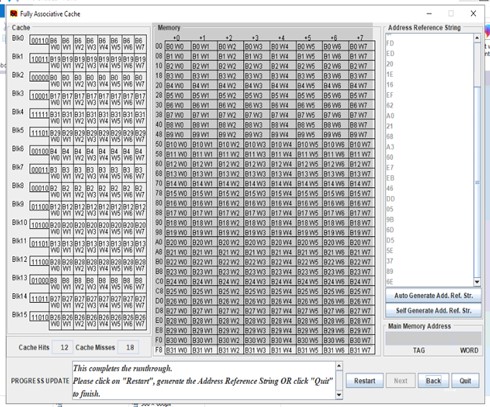 Fully Associative Cache
Cache
Blk0 00110 B6 W0 B6 W1 B6 W2 B6 W3 B6 W4 B6 W5 B6 W6 B6 W7
Blk1 10011 B19 W0 B19 W1 B19 W2 B19 W3 B19 W4 B19 W5 B19 W6 B19 W7
Blk2 00000 B0 W0 B0 W1 B0 W2 B0 W3 B0 W4 B0 W5 B0 W6 B0 W7
Blk3 10001 B17 W0 B17 W1 B17 W2 B17 W3 B17 W4 B17 W5 B17 W6 B17 W7
Blk4 11111 B31 W0 B31 W1 B31 W2 B31 W3 B31 W4 B31 W5 B31 W6 B31 W7
Blk5 11101 B29 W0 B29 W1 B29 W2 B29 W3 B29 W4 B29 W5 B29 W6 B29 W7
Blk6 00100 B4 W0 B4 W1 B4 W2 B4 W3 B4 W4 B4 W5 B4 W6 B4 W7
Blk7 00011 B3 W0 B3 W1 B3 W2 B3 W3 B3 W4 B3 W5 B3 W6 B3 W7
Blk8 00010 B2 W0 B2 W1 B2 W2 B2 W3 B2 W4 B2 W5 B2 W6 B2 W7
Blk9 01100 B12 W0 B12 W1 B12 W2 B12 W3 B12 W4 B12 W5 B12 W6 B12 W7
Blk10 10100 B20 W0 B20 W1 B20 W2 B20 W3 B20 W4 B20 W5 B20 W6 B20 W7
Blk11 01101 B13 W0 B13 W1 B13 W2 B13 W3 B13 W4 B13 W5 B13 W6 B13 W7
Blk12 11100 B28 W0 B28 W1 B28 W2 B28 W3 B28 W4 B28 W5 B28 W6 B28 W7
Blk13 01000 B8 W0 B8 W1 B8 W2 B8 W3 B8 W4 B8 W5 B8 W6 B8 W7
Blk14 11011 B27 W0 B27 W1 B27 W2 B27 W3 B27 W4 B27 W5 B27 W6 B27 W7
Blk15 11010 B26 W0 B26 W1 B26 W2 B26 W3 B26 W4 B26 W5 B26 W6 B26 W7
Cache Hits 12 Cache Misses 18
Memory
+0 +1 +2 +3 +4 +5 +6 +7
00 B0 W0 B0 W1 B0 W2 B0 W3 B0 W4 B0 W5 B0 W6 B0 W7
08 B1 W0 B1 W1 B1 W2 B1 W3 B1 W4 B1 W5 B1 W6 B1 W7
10 B2 W0 B2 W1 B2 W2 B2 W3 B2 W4 B2 W5 B2 W6 B2 W7
18 B3 W0 B3 W1 B3 W2 B3 W3 B3 W4 B3 W5 B3 W6 B3 W7
20 B4 W0 B4 W1 B4 W2 B4 W3 B4 W4 B4 W5 B4 W6 B4 W7
28 B5 W0 B5 W1 B5 W2 B5 W3 B5 W4 B5 W5 B5 W6 B5 W7
30 B6 W0 B6 W1 B6 W2 B6 W3 B6 W4 B6 W5 B6 W6 B6 W7
38 B7 W0 B7 W1 B7 W2 B7 W3 B7 W4 B7 W5 B7 W6 B7 W7
40 B8 W0 B8 W1 B8 W2 B8 W3 B8 W4 B8 W5 B8 W6 B8 W7
48 B9 W0 B9 W1 B9 W2 B9 W3 B9 W4 B9 W5 B9 W6 B9 W7
50 B10 W0 B10 W1 B10 W2 B10 W3 B10 W4 B10 W5 B10 W6 B10 W7
58 B11 W0 B11 W1 B11 W2 B11 W3 B11 W4 B11 W5 B11 W6 B11 W7
60 B12 W0 B12 W1 B12 W2 B12 W3 B12 W4 B12 W5 B12 W6 B12 W7
68 B13 W0 B13 W1 B13 W2 B13 W3 B13 W4 B13 W5 B13 W6 B13 W7
70 B14 W0 B14 W1 B14 W2 B14 W3 B14 W4 B14 W5 B14 W6 B14 W7
78 B15 W0 B15 W1 B15 W2 B15 W3 B15 W4 B15 W5 B15 W6 B15 W7
80 B16 W0 B16 W1 B16 W2 B16 W3 B16 W4 B16 W5 B16 W6 B16 W7
88 B17 W0 B17 W1 B17 W2 B17 W3 B17 W4 B17 W5 B17 W6 B17 W7
90 B18 W0 B18 W1 B18 W2 B18 W3 B18 W4 B18 W5 B18 W6 B18 W7
98 B19 W0 B19 W1 B19 W2 B19 W3 B19 W4 B19 W5 B19 W6 B19 W7
A0 B20 W0 B20 W1 B20 W2 B20 W3 B20 W4 B20 W5 B20 W6 B20 W7
A8 B21 W0 B21 W1 B21 W2 B21 W3 B21 W4 B21 W5 B21 W6 B21 W7
B0 B22 W0 B22 W1 B22 W2 B22 W3 B22 W4 B22 W5 B22 W6 B22 W7
B8 B23 W0 B23 W1 B23 W2 B23 W3 B23 W4 B23 W5 B23 W6 B23 W7
C0 B24 W0 B24 W1 B24 W2 B24 W3 B24 W4 B24 W5 B24 W6 B24 W7
C8 B25 W0 B25 W1 B25 W2 B25 W3 B25 W4 B25 W5 B25 W6 B25 W7
D0 B26 W0 B26 W1 B26 W2 B26 W3 B26 W4 B26 W5 B26 W6 B26 W7
D8 B27 W0 B27 W1 B27 W2 B27 W3 B27 W4 B27 W5 B27 W6 B27 W7
E0 B28 W0 B28 W1 B28 W2 B28 W3 B28 W4 B28 W5 B28 W6 B28 W7
E8 B29 W0 B29 W1 B29 W2 B29 W3 B29 W4 B29 W5 B29 W6 B29 W7
F0 B30 W0 B30 W1 B30 W2 B30 W3 B30 W4 B30 W5 B30 W6 B30 W7
F8 B31 W0 B31 W1 B31 W2 B31 W3 B31 W4 B31 W5 B31 W6 B31 W7
Address Reference String
FD
ED
20
1E
16
EF
62
A0
21
68
A3
60
E7
EB
46
DD
05
9B
6D
D5
5E
37
89
Auto Generate Add. Ref. Str.
Self Generate Add. Ref. Str.
Main Memory Address
TAG WORD
PROGRESS UPDATE
This completes the runthrough.
Please click on "Restart", generate the Address Reference String OR click "Quit"
to finish.
Restart Next Back Quit